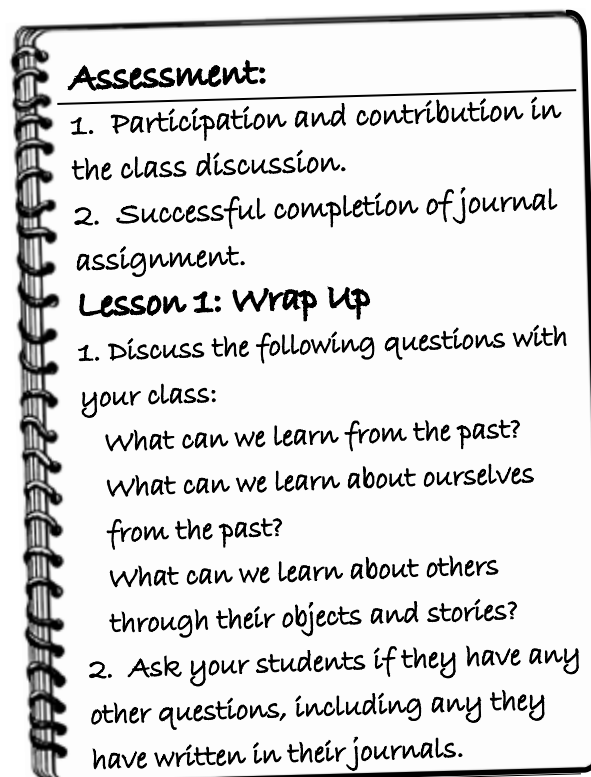 Assessment:
1. Participation and contribution in
the class discussion.
2. Successful completion of journal
assignment.
Lesson 1: Wrap Up
1. Discuss the following questions with
your class:
What can we learn from the past?
What can we learn about ourselves
from the past?
What can we learn about others
through their objects and stories?
2. Ask your students if they have any
other questions, including any they
have written in their journals.